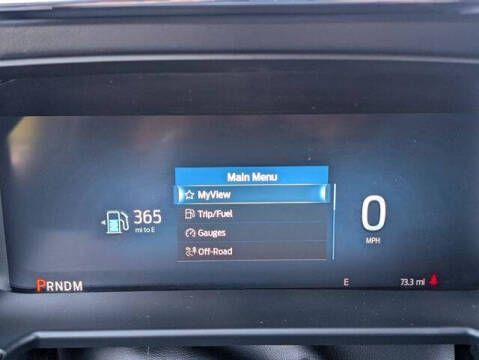 Main Menu
MyView
Trip/Fuel
365
mi to E
Gauges
Off-Road
0
MPH
PRNDM
E
73.3 mi